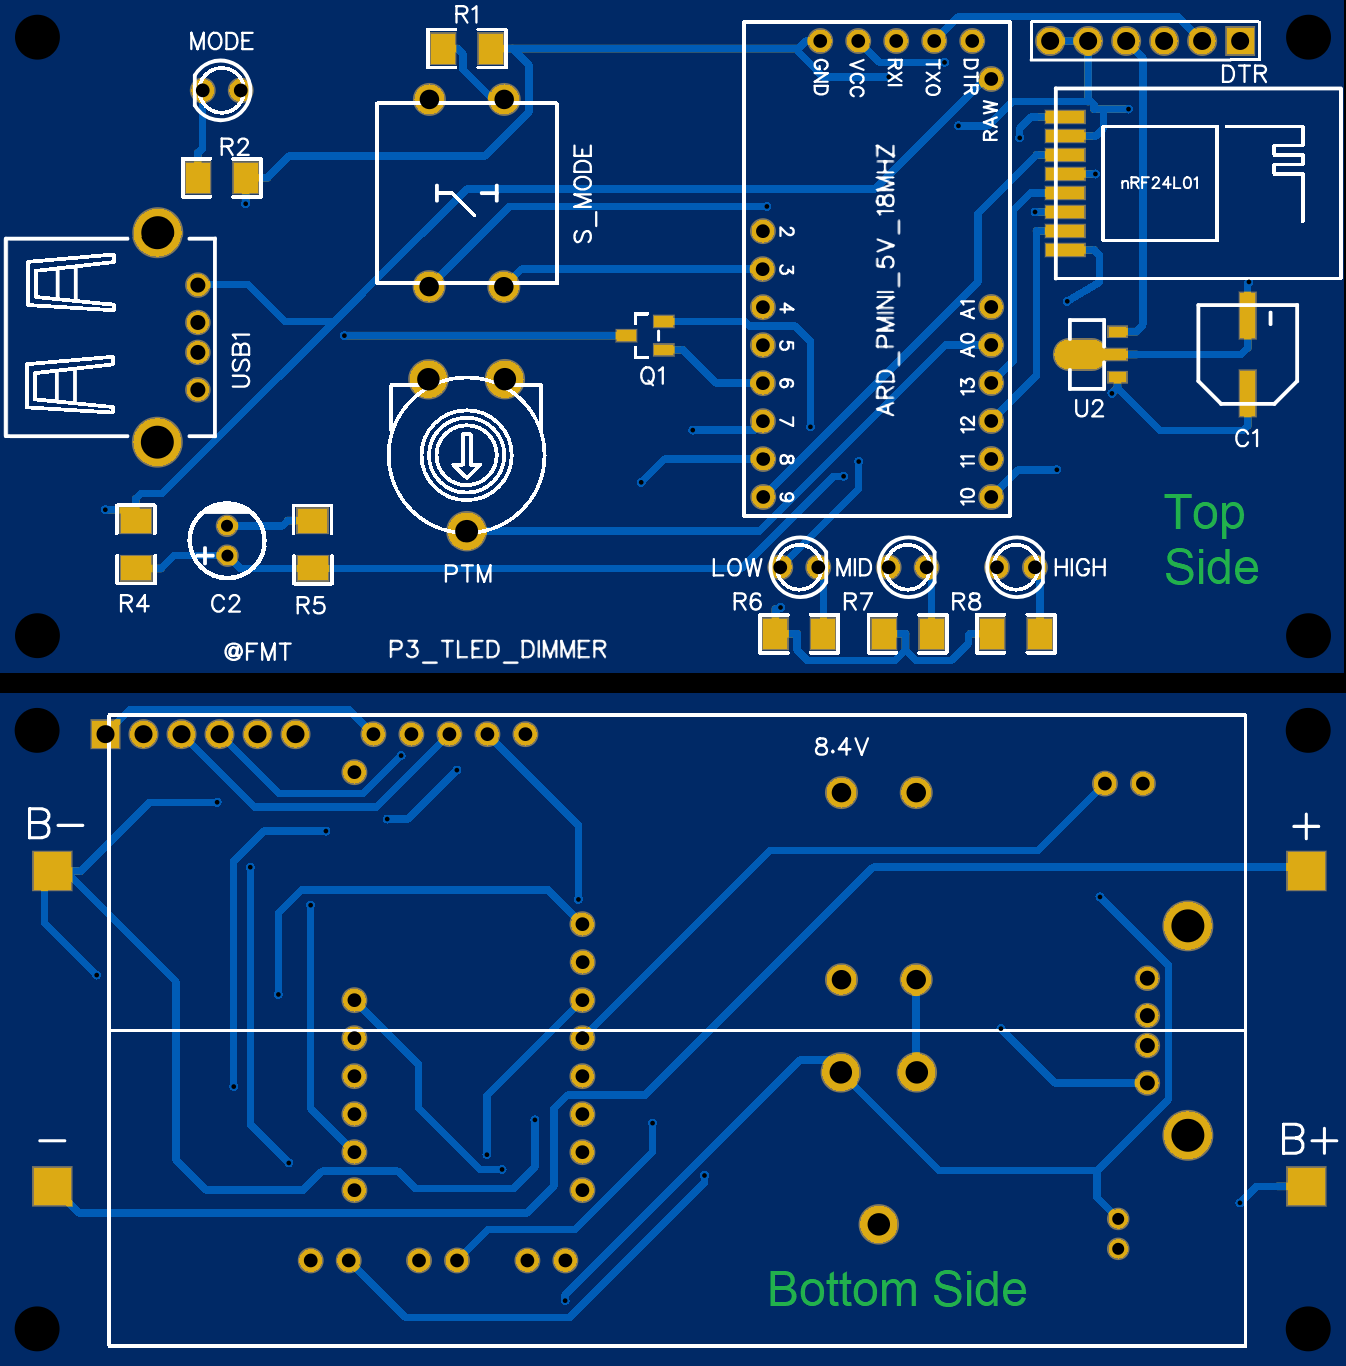 R1
MODE
R2
S_MODE
GND
VCC
RXI
TXO
DTR
RAW
DTR
ARD_PMINI_5V_18MHZ
nRF24L01
2
3
4
5
6
7
8
9
A1
A0
13
12
11
10
USB1
Q1
U2
C1
PTM
+
R4
C2
R5
LOW
MID
HIGH
R6
R7
R8
@FMT
P3_TLED_DIMMER
Top
Side
8.4V
B-
+
-
B+
Bottom Side